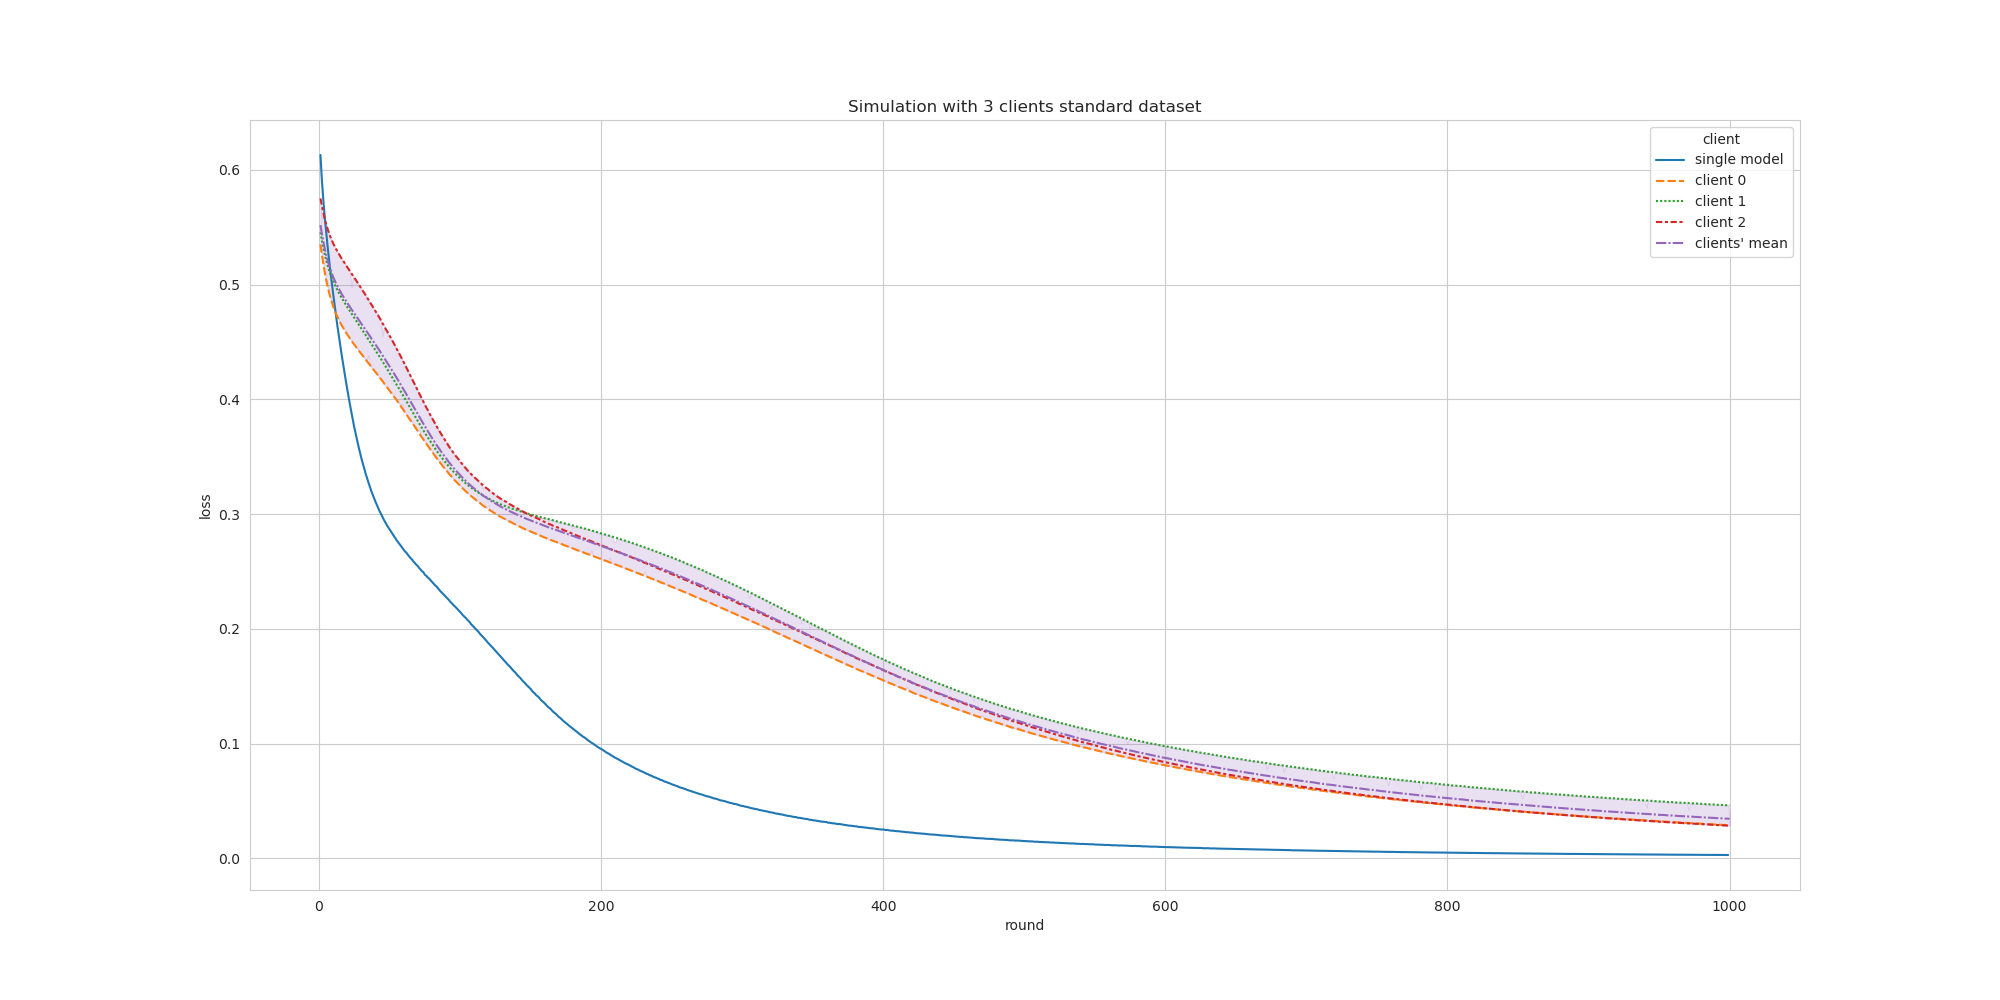 Simulation with 3 clients standard dataset
client
single model
client 0
client 1
client 2
clients' mean
loss
0.6
0.5
0.4
0.3
0.2
0.1
0.0
0 200 400 600 800 1000
round